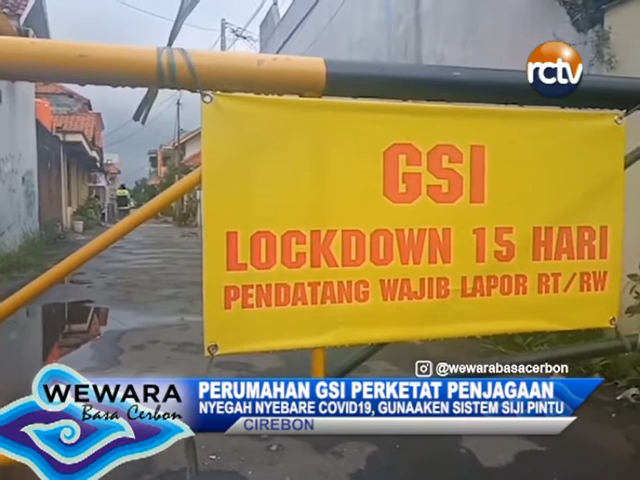 rctv
GSI
LOCKDOWN 15 HARI
PENDATANG WAJIB LAPOR RT/RW
@wewarabasacerbon
WEWARA
Basa Cerbon
PERUMAHAN GSI PERKETAT PENJAGAAN
NYEGAH NYEBARE COVID19, GUNAAKEN SISTEM SIJI PINTU
CIREBON